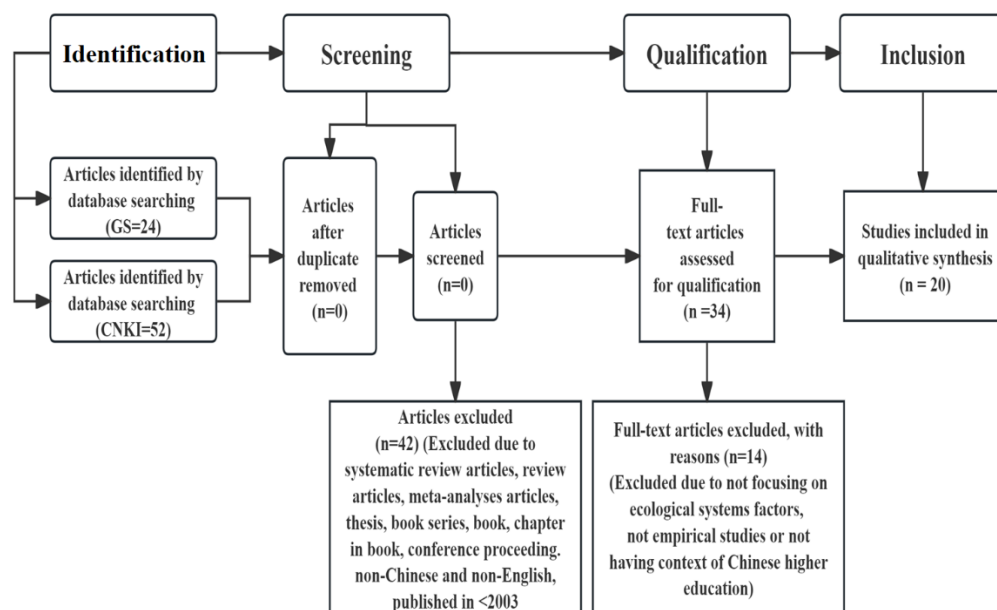 Identification
Screening
Qualification
Inclusion
Articles identified by
database searching
(GS=24)
Articles identified by
database searching
(CNKI=52)
Articles
after
duplicate
removed
(n=0)
Articles
screened
(n=0)
Full-
text articles
assessed
for qualification
(n =34)
Studies included in
qualitative synthesis
(n = 20)
Articles excluded
(n=42) (Excluded due to
systematic review articles, review
articles, meta-analyses articles,
thesis, book series, book, chapter
in book, conference proceeding.
non-Chinese and non-English,
published in <2003
Full-text articles excluded, with
reasons (n=14)
(Excluded due to not focusing on
ecological systems factors,
not empirical studies or not
having context of Chinese higher
education)